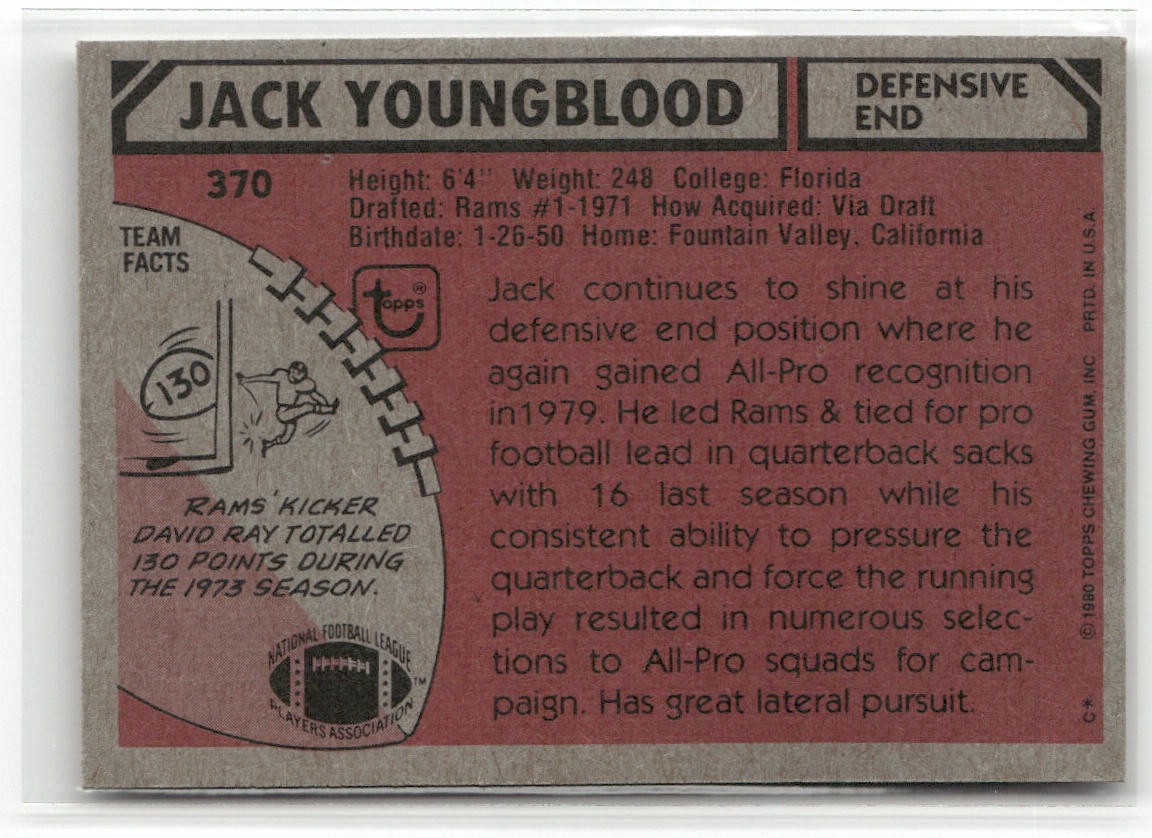 JACK YOUNGBLOOD
DEFENSIVE
END
370
Height: 6'4" Weight: 248 College: Florida
Drafted: Rams #1-1971 How Acquired: Via Draft
Birthdate: 1-26-50 Home: Fountain Valley, California
TEAM
FACTS
130
RAMS' KICKER
DAVID RAY TOTALLED
130 POINTS DURING
THE 1973 SEASON.
NATIONAL FOOTBALL LEAGUE
PLAYERS ASSOCIATION
TM
topps ®
Jack continues to shine at his
defensive end position where he
again gained All-Pro recognition
in1979. He led Rams & tied for pro
football lead in quarterback sacks
with 16 last season while his
consistent ability to pressure the
quarterback and force the running
play resulted in numerous selec-
tions to All-Pro squads for cam-
paign. Has great lateral pursuit.
C* © 1980 TOPPS CHEWING GUM, INC. PRTD. IN U.S.A.